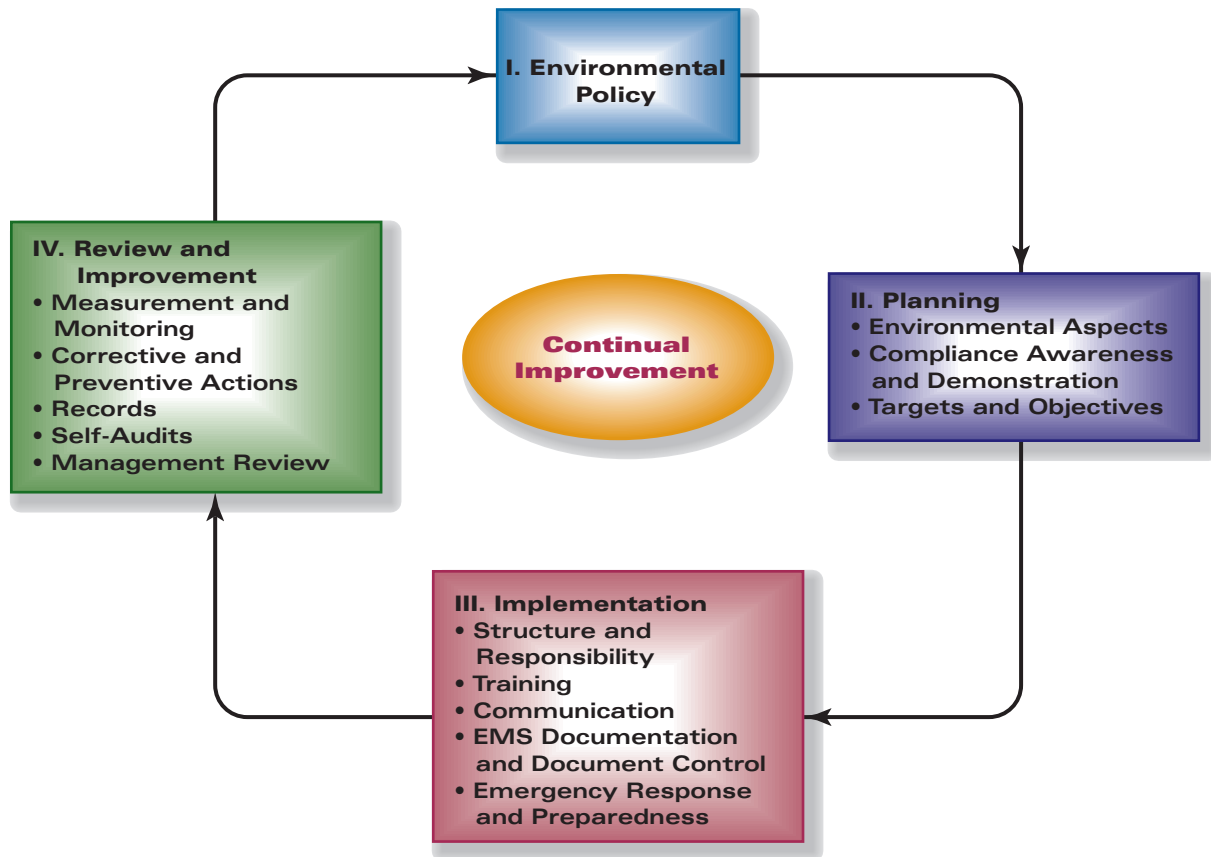 I. Environmental
Policy
IV. Review and
Improvement
• Measurement and
Monitoring
• Corrective and
Preventive Actions
• Records
• Self-Audits
• Management Review
Continual
Improvement
II. Planning
• Environmental Aspects
• Compliance Awareness
and Demonstration
• Targets and Objectives
III. Implementation
• Structure and
Responsibility
• Training
• Communication
• EMS Documentation
and Document Control
• Emergency Response
and Preparedness